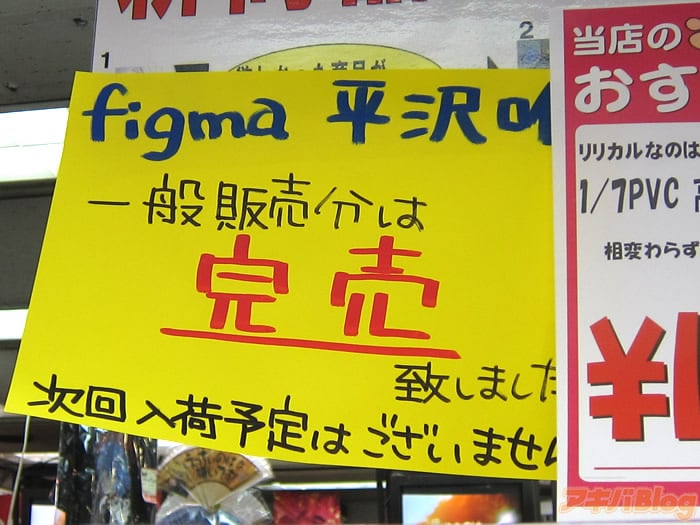 1
2
figma 平沢
一般販売分は
完売
致しました
次回入荷予定はございません
当店の
おす
リリカルなのは
1/7PVC
相変わらず
¥
アキバBlog